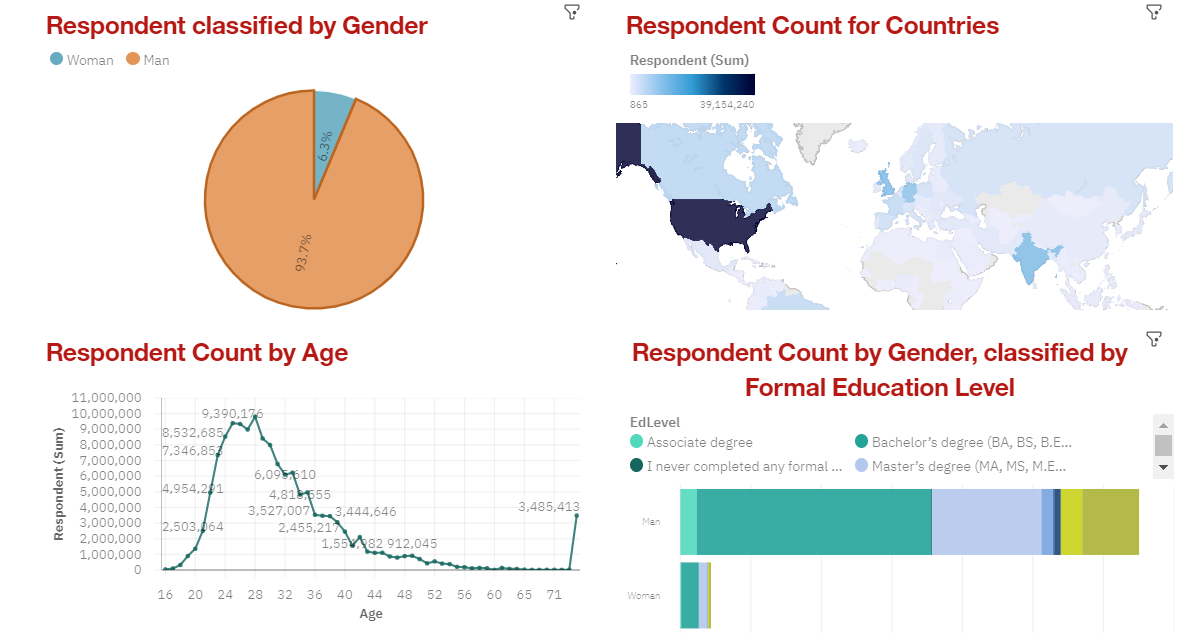 Respondent classified by Gender
Woman Man
6.3%
93.7%
Respondent Count for Countries
Respondent (Sum)
865 39,154,240
Respondent Count by Age
Respondent (Sum)
11,000,000
10,000,000
9,000,000
8,000,000
7,000,000
6,000,000
5,000,000
4,000,000
3,000,000
2,000,000
1,000,000
0
9,390,176
8,532,685
7,346,853
6,098,610
4,954,291
4,818,555
3,527,007 3,444,646
3,485,413
2,503,064
2,455,217
912,045
16 20 24 28 32 36 40 44 48 52 56 60 65 71
Age
Respondent Count by Gender, classified by
Formal Education Level
EdLevel
Associate degree Bachelor's degree (BA, BS, B.E...
I never completed any formal ... Master's degree (MA, MS, M.E...
Man
Woman